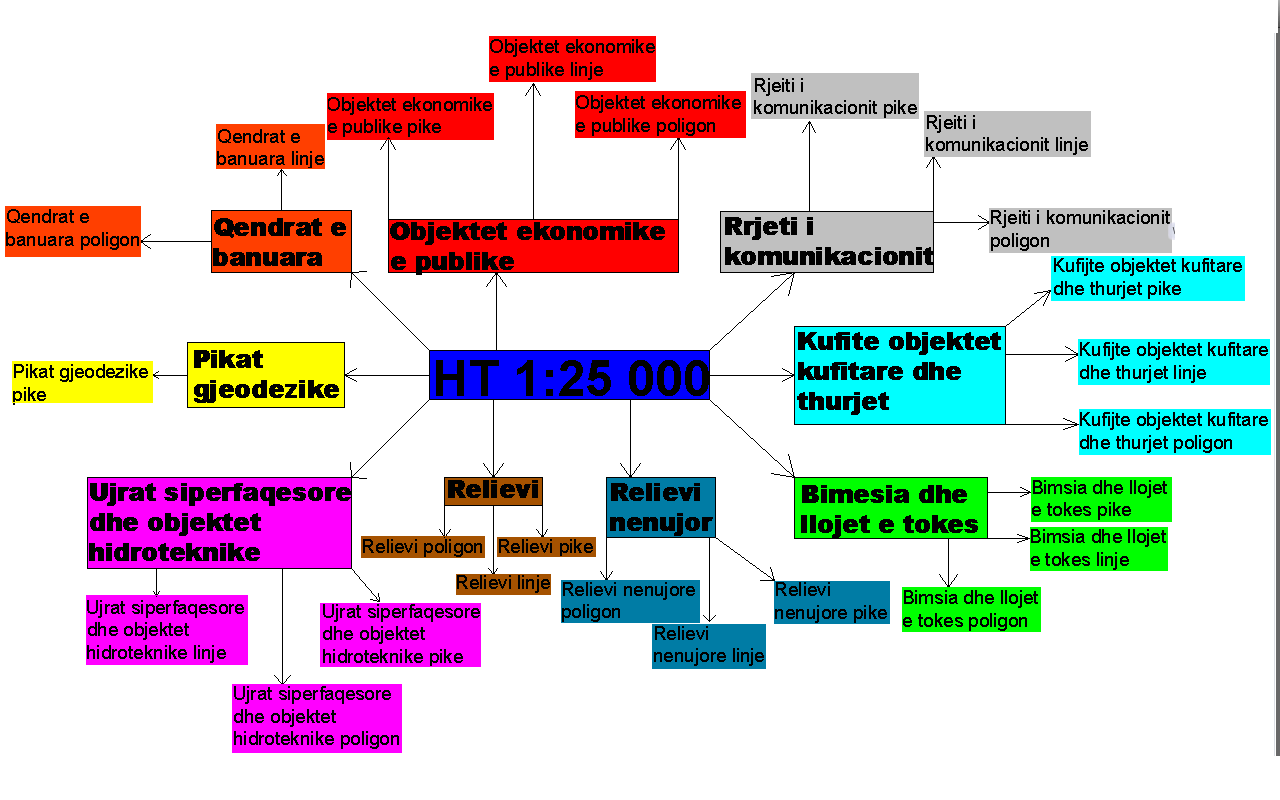 Objektet ekonomike
e publike linje
Objektet ekonomike
e publike pike
Objektet ekonomike
e publike poligon
Rjeiti i
komunikacionit pike
Rjeiti i
komunikacionit linje
Qendrat e
banuara linje
Qendrat e
banuara poligon
Qendrat e
banuara
Objektet ekonomike
e publike
Rrjeti i
komunikacionit
Rjeiti i komunikacionit
poligon
Kufijte objektet kufitare
dhe thurjet pike
Pikat gjeodezike
pike
Pikat
gjeodezike
HT 1:25 000
Kufite objektet
kufitare dhe
thurjet
Kufijte objektet kufitare
dhe thurjet linje
Kufijte objektet kufitare
dhe thurjet poligon
Ujrat siperfaqesore
dhe objektet
hidroteknike
Relievi
Relievi
nenujor
Bimesia dhe
llojet e tokes
Bimsia dhe llojet
e tokes pike
Bimsia dhe llojet
e tokes linje
Bimsia dhe llojet
e tokes poligon
Relievi poligon
Relievi pike
Relievi linje
Relievi nenujore
poligon
Relievi
nenujore pike
Relievi
nenujore linje
Ujrat siperfaqesore
dhe objektet
hidroteknike linje
Ujrat siperfaqesore
dhe objektet
hidroteknike pike
Ujrat siperfaqesore
dhe objektet
hidroteknike poligon